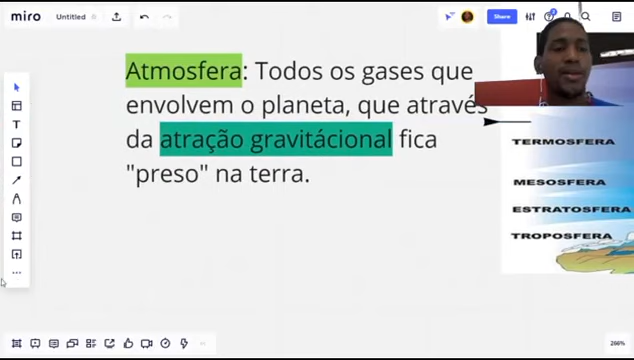 miro
Untitled
Share
Atmosfera: Todos os gases que
envolvem o planeta, que através
da atração gravitácional fica
"preso" na terra.
TERMOSFERA
MESOSFERA
ESTRATOSFERA
TROPOSFERA
266%